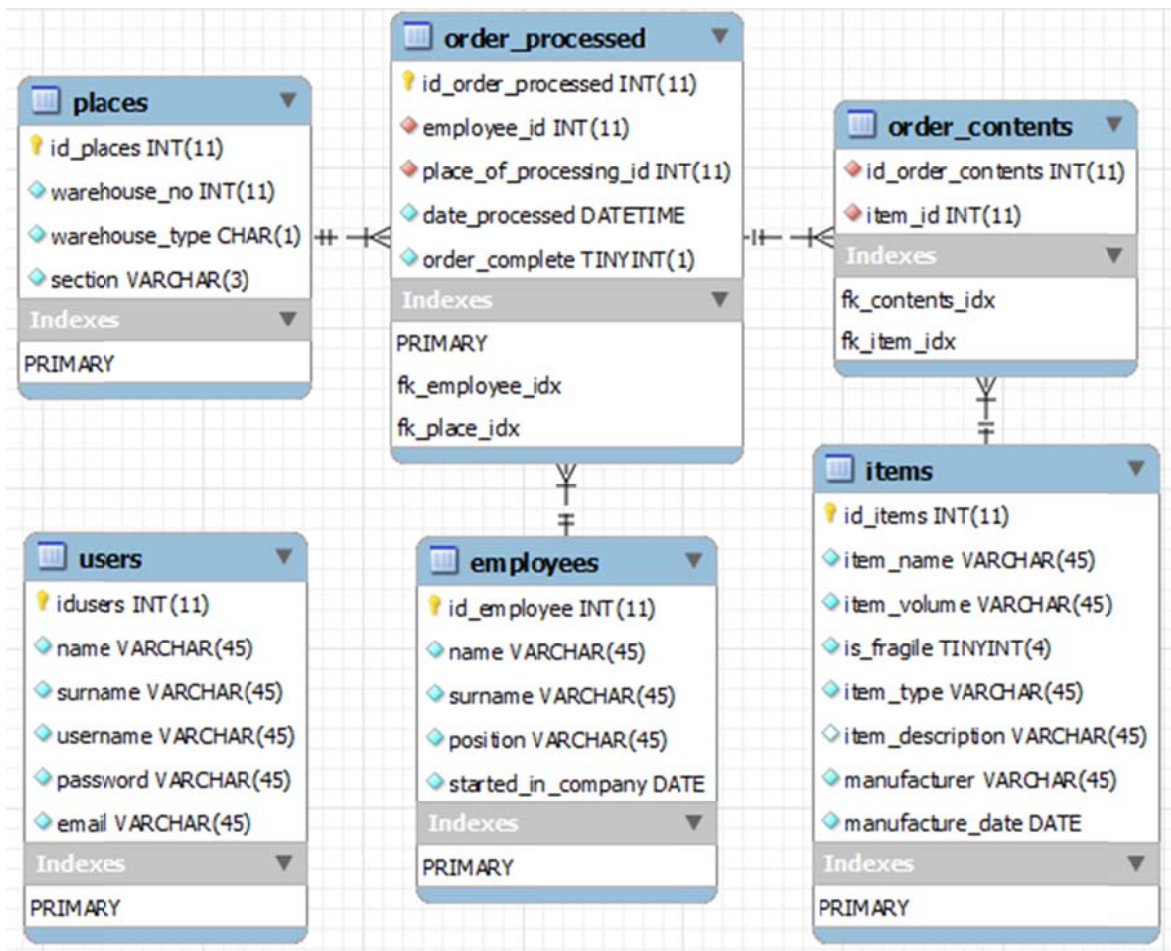 places
id_places INT(11)
warehouse_no INT(11)
warehouse_type CHAR(1)
section VARCHAR(3)
Indexes
PRIMARY
order_processed
id_order_processed INT(11)
employee_id INT(11)
place_of_processing_id INT(11)
date_processed DATETIME
order_complete TINYINT(1)
Indexes
PRIMARY
fk_employee_idx
fk_place_idx
order_contents
id_order_contents INT(11)
item_id INT(11)
Indexes
fk_contents_idx
fk_item_idx
users
idusers INT(11)
name VARCHAR(45)
surname VARCHAR(45)
username VARCHAR(45)
password VARCHAR(45)
email VARCHAR(45)
Indexes
PRIMARY
employees
id_employee INT(11)
name VARCHAR(45)
surname VARCHAR(45)
position VARCHAR(45)
started_in_company DATE
Indexes
PRIMARY
items
id_items INT(11)
item_name VARCHAR(45)
item_volume VARCHAR(45)
is_fragile TINYINT(4)
item_type VARCHAR(45)
item_description VARCHAR(45)
manufacturer VARCHAR(45)
manufacture_date DATE
Indexes
PRIMARY